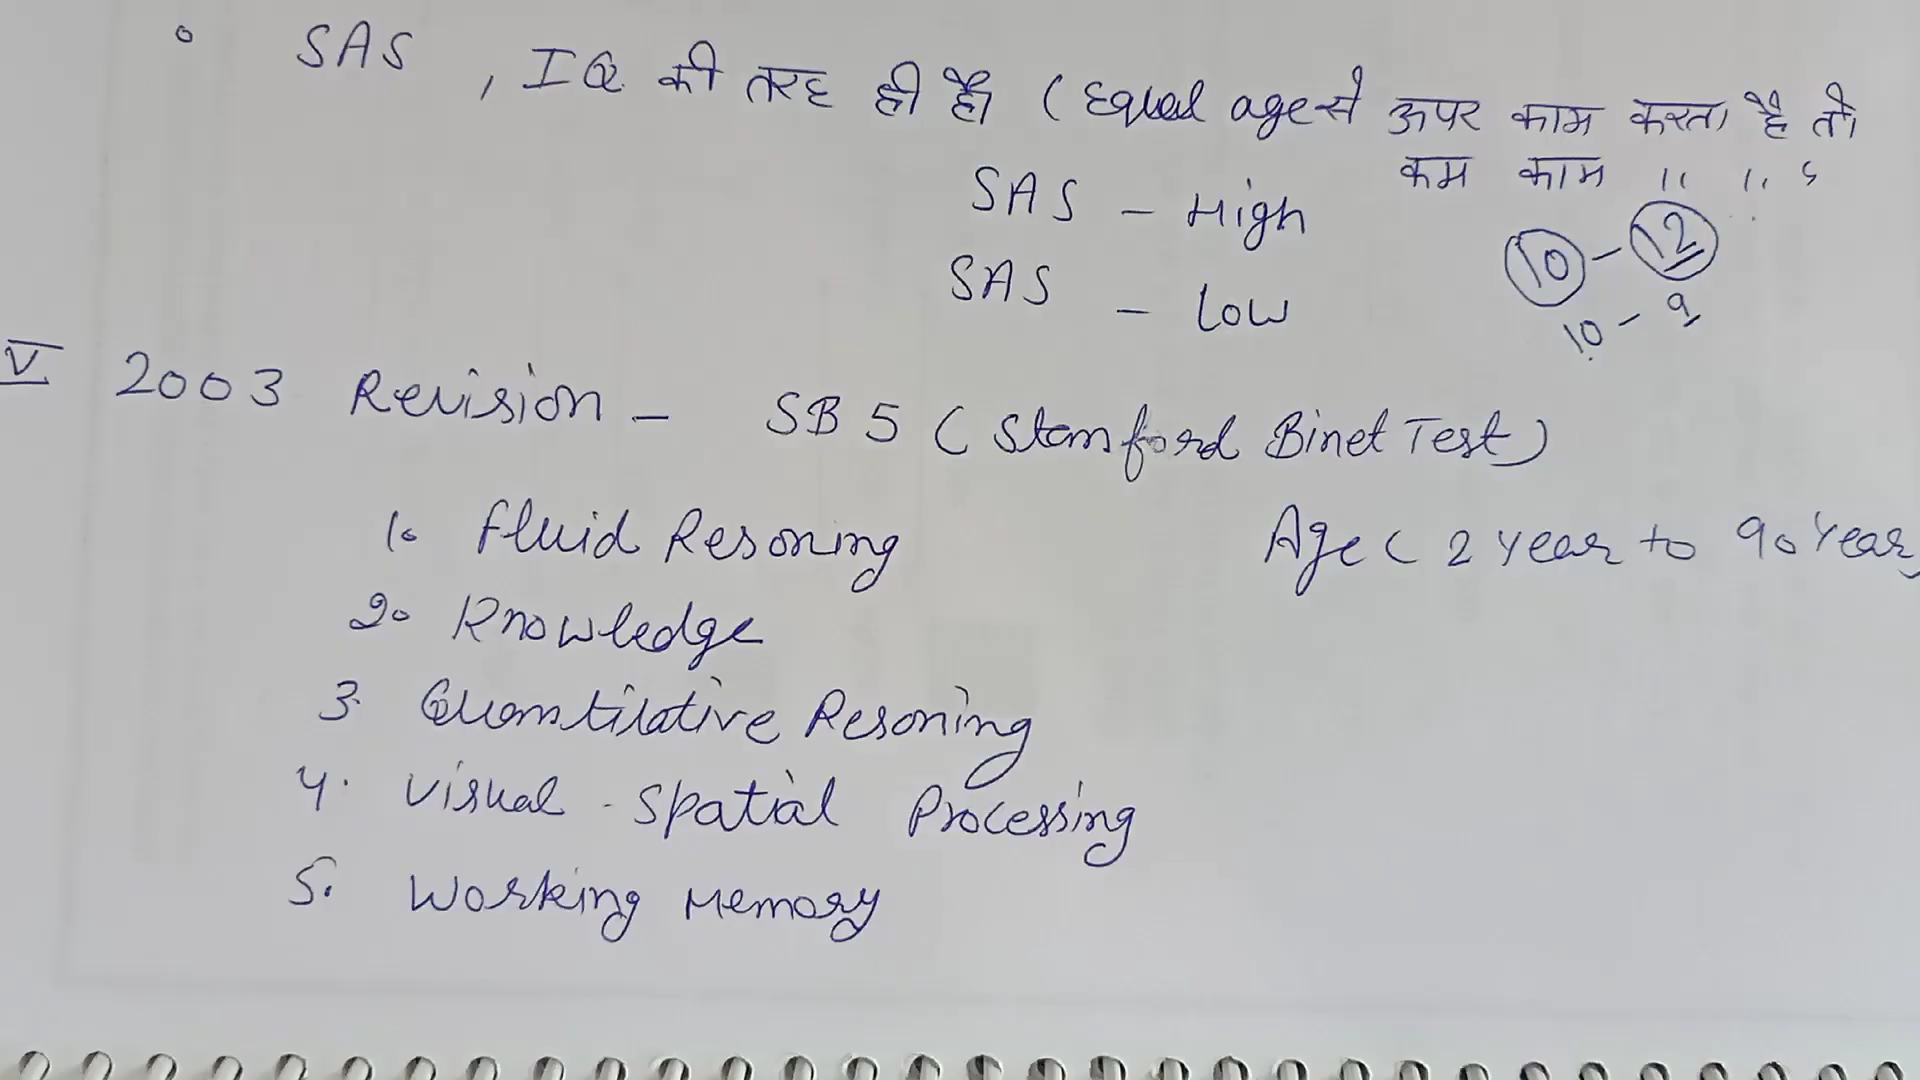 • SAS, IQ की तरह ही है। (Equal age से ऊपर काम करता है तो
कम काम " " "
SAS - High
SAS - Low
10 - 12
10 - 9
V 2003 Revision - SB 5 (Stanford Binet Test)
1. Fluid Resoning
Age (2 Year to 90 Year)
2. Knowledge
3. Quantitative Resoning
4. Visual - Spatial Processing
5. Working Memory